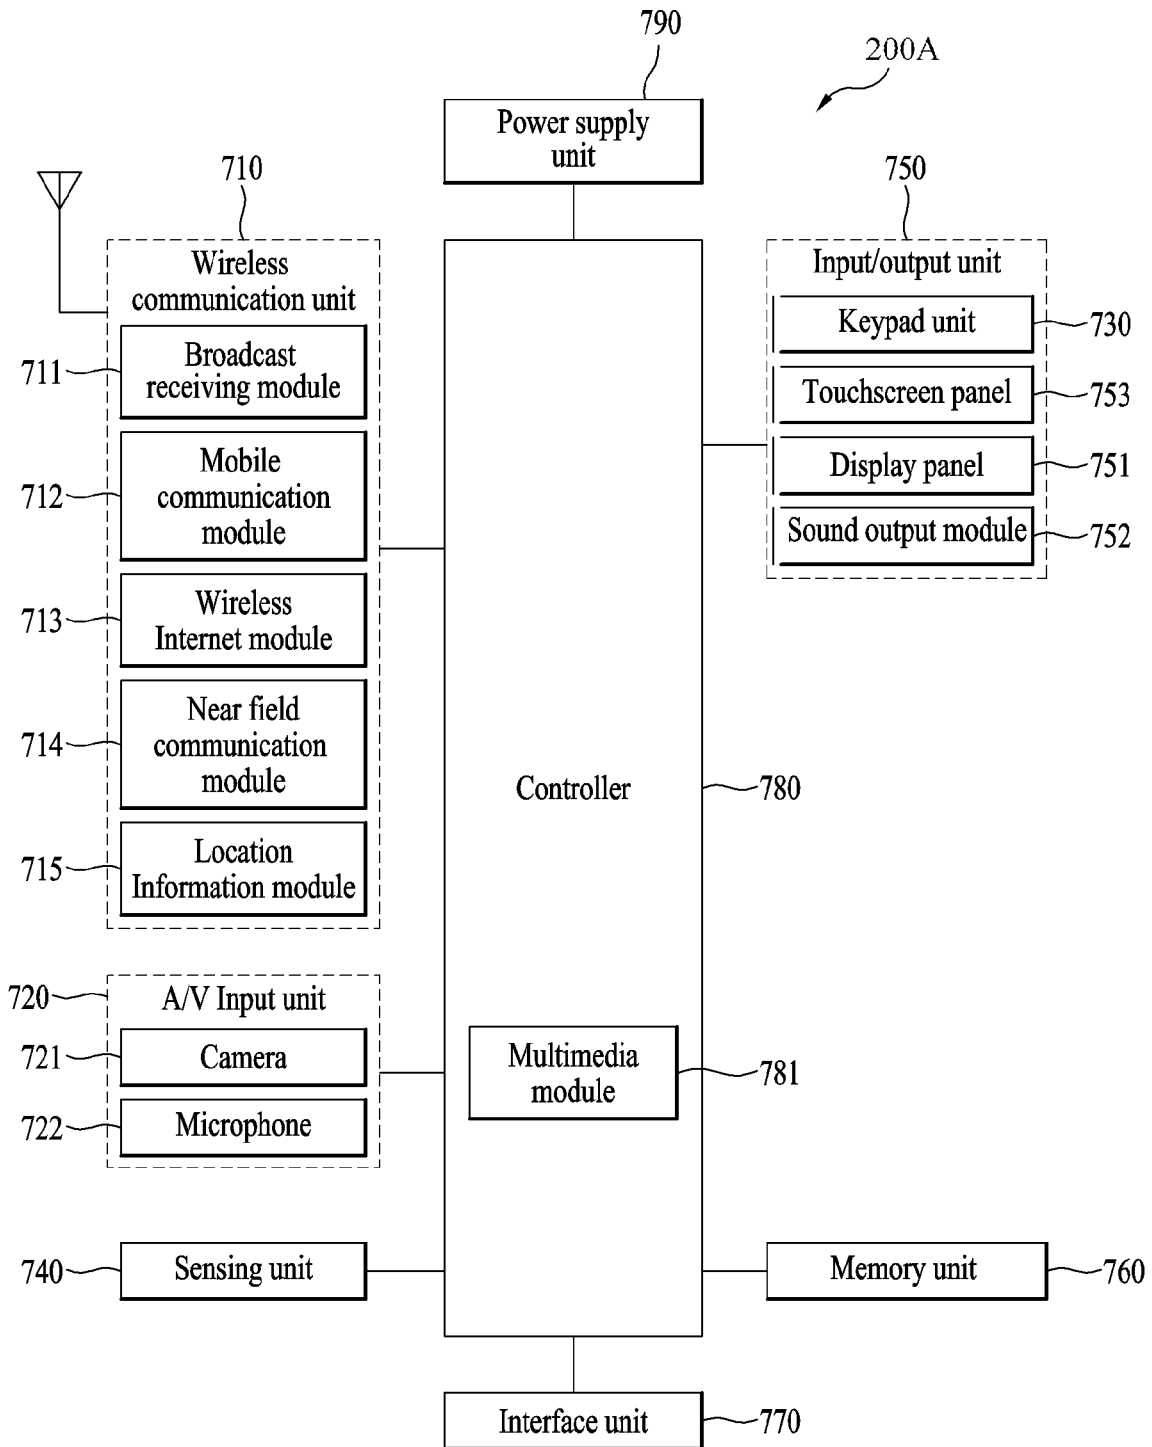 790
200A
Power supply
unit
710
Wireless
communication unit
711
Broadcast
receiving module
712
Mobile
communication
module
713
Wireless
Internet module
714
Near field
communication
module
715
Location
Information module
720
A/V Input unit
721
Camera
722
Microphone
740
Sensing unit
Controller
780
Multimedia
module
781
750
Input/output unit
Keypad unit
730
Touchscreen panel
753
Display panel
751
Sound output module
752
Memory unit
760
Interface unit
770